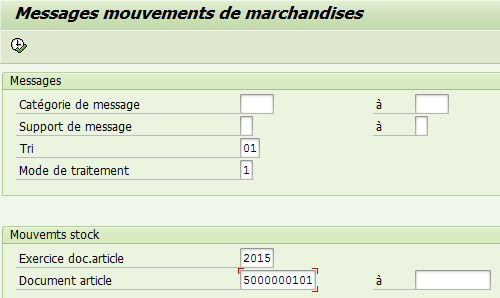 Messages mouvements de marchandises
Messages
Catégorie de message à
Support de message à
Tri 01
Mode de traitement 1
Mouvemts stock
Exercice doc.article 2015
Document article 5000000101 à